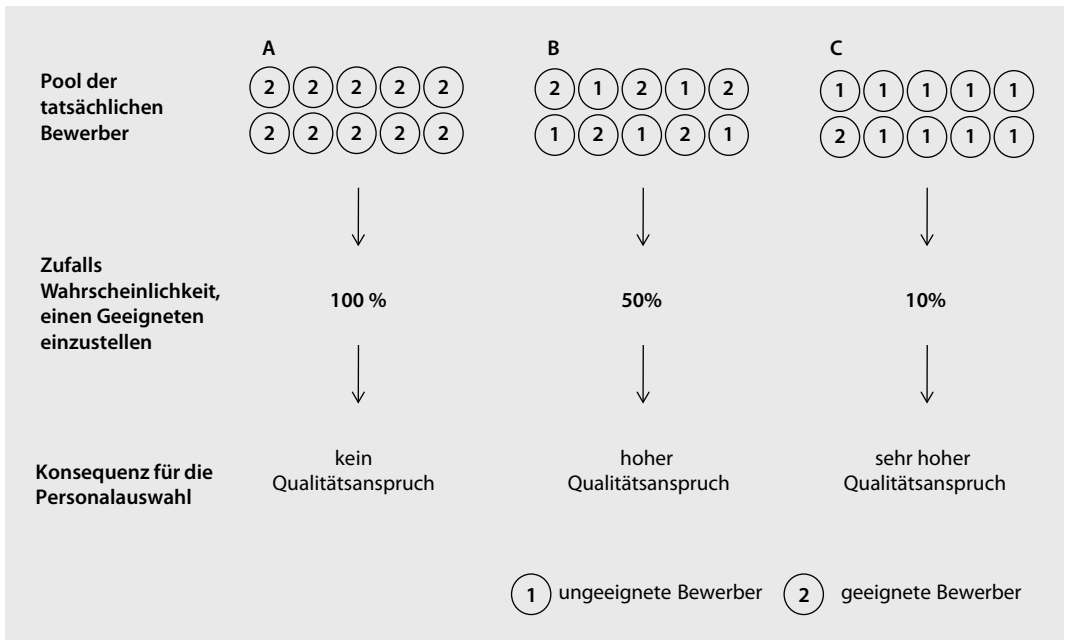 A
B
C
Pool der
tatsächlichen
Bewerber
2 2 2 2 2
2 2 2 2 2
2 1 2 1 2
1 2 1 2 1
1 1 1 1 1
2 1 1 1 1
Zufalls
Wahrscheinlichkeit,
einen Geeigneten
einzustellen
100 %
50%
10%
Konsequenz für die
Personalauswahl
kein
Qualitätsanspruch
hoher
Qualitätsanspruch
sehr hoher
Qualitätsanspruch
1 ungeeignete Bewerber
2 geeignete Bewerber